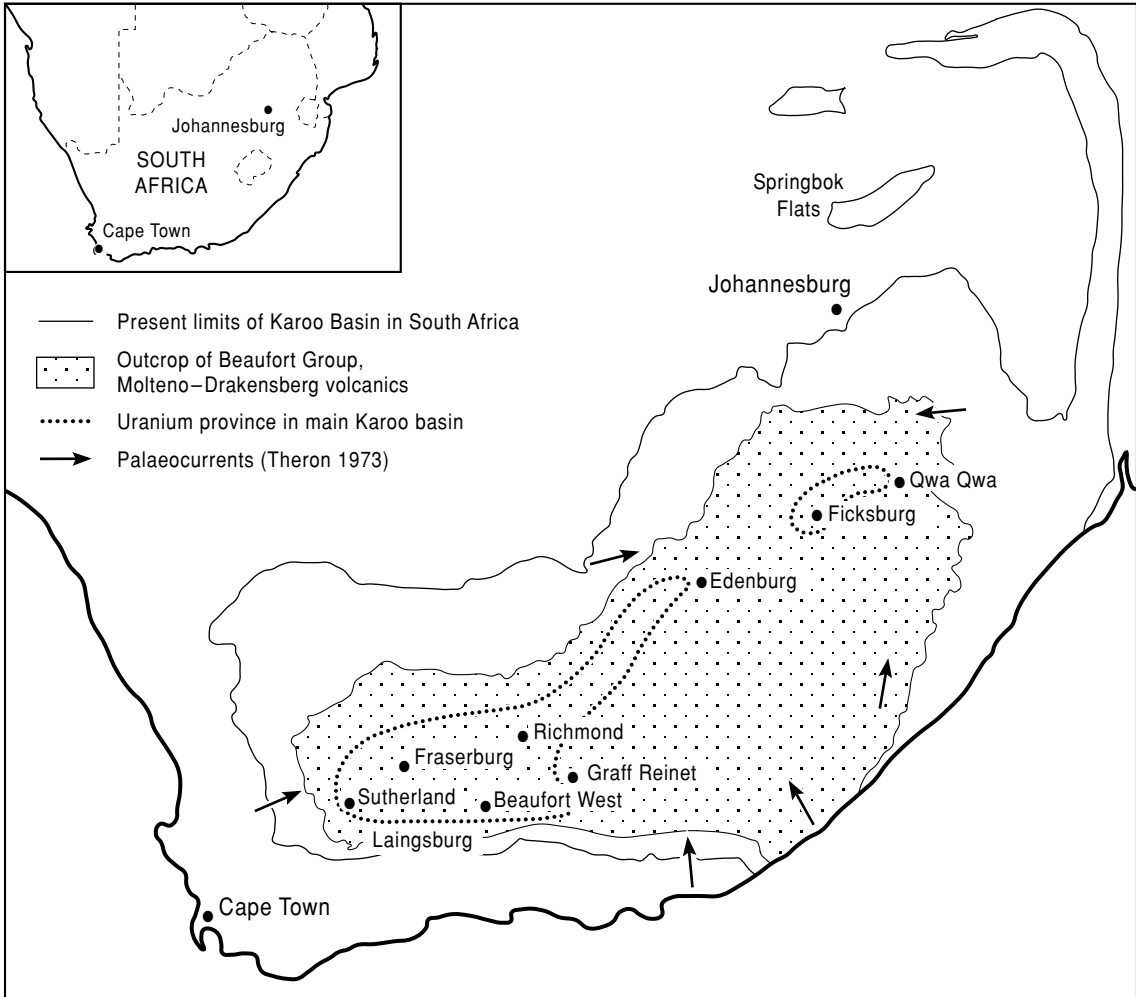 Johannesburg
SOUTH
AFRICA
Cape Town
Springbok
Flats
Johannesburg
Present limits of Karoo Basin in South Africa
Outcrop of Beaufort Group,
Molteno–Drakensberg volcanics
Uranium province in main Karoo basin
Palaeocurrents (Theron 1973)
Qwa Qwa
Ficksburg
Edenburg
Richmond
Fraserburg
Graff Reinet
Sutherland
Beaufort West
Laingsburg
Cape Town